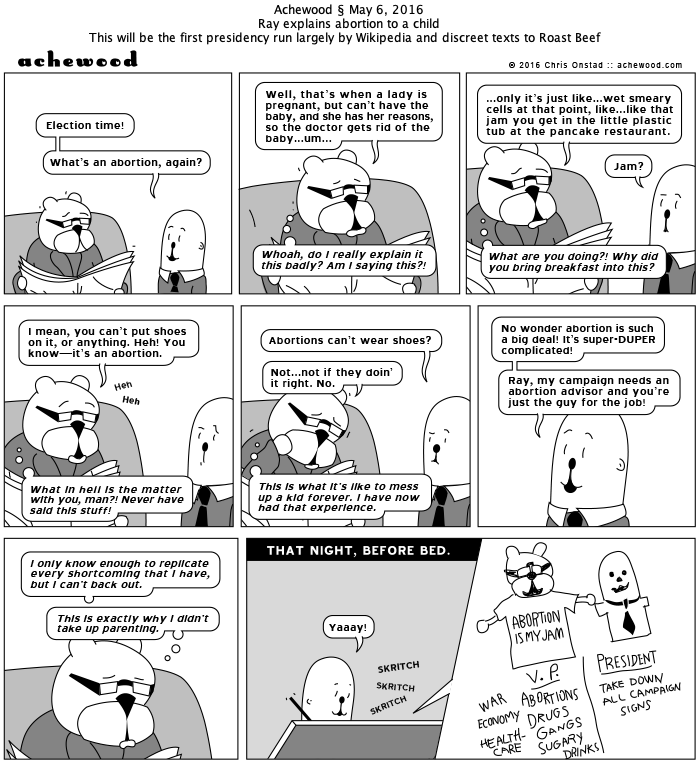 Achewood § May 6, 2016
Ray explains abortion to a child
This will be the first presidency run largely by Wikipedia and discreet texts to Roast Beef
achewood
© 2016 Chris Onstad :: achewood.com
Election time!
What's an abortion, again?
Well, that's when a lady is
pregnant, but can't have the
baby, and she has her reasons,
so the doctor gets rid of the
baby...um...
Whoah, do I really explain it
this badly? Am I saying this?!
...only it's just like...wet smeary
cells at that point, like...like that
jam you get in the little plastic
tub at the pancake restaurant.
Jam?
What are you doing?! Why did
you bring breakfast into this?
I mean, you can't put shoes
on it, or anything. Heh! You
know—it's an abortion.
Heh
Heh
What in hell is the matter
with you, man?! Never have
said this stuff!
Abortions can't wear shoes?
Not...not if they doin'
it right. No.
This is what it's like to mess
up a kid forever. I have now
had that experience.
No wonder abortion is such
a big deal! It's super-DUPER
complicated!
Ray, my campaign needs an
abortion advisor and you're
just the guy for the job!
I only know enough to replicate
every shortcoming that I have,
but I can't back out.
This is exactly why I didn't
take up parenting.
THAT NIGHT, BEFORE BED.
Yaaay!
SKRITCH
SKRITCH
SKRITCH
ABORTION
IS MY JAM
V.P.
WAR
ECONOMY
HEALTH-
CARE
ABORTIONS
DRUGS
GANGS
SUGARY
DRINKS
PRESIDENT
TAKE DOWN
ALL CAMPAIGN
SIGNS